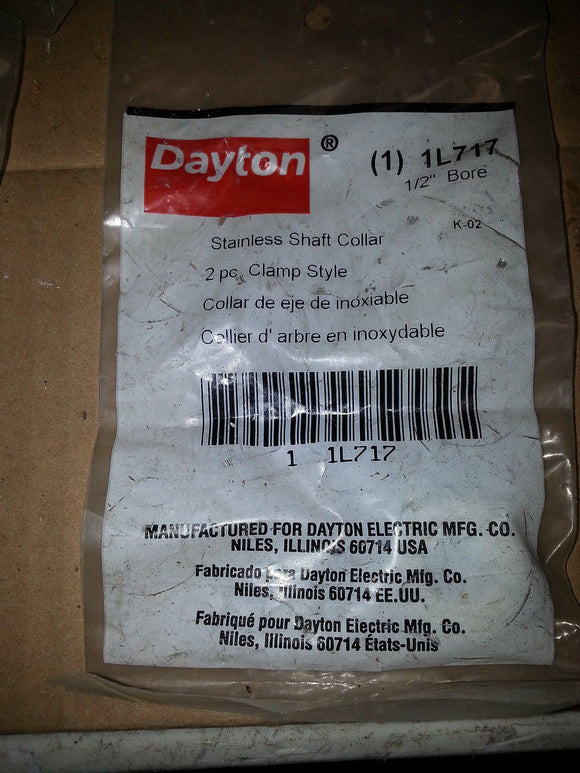 Dayton ®
(1) 1L717
1/2" Bore
K-02
Stainless Shaft Collar
2 pc. Clamp Style
Collar de eje de inoxiable
Collier d' arbre en inoxydable
1 1L717
MANUFACTURED FOR DAYTON ELECTRIC MFG. CO.
NILES, ILLINOIS 60714 USA
Fabricado para Dayton Electric Mfg. Co.
Niles, Illinois 60714 EE.UU.
Fabriqué pour Dayton Electric Mfg. Co.
Niles, Illinois 60714 États-Unis